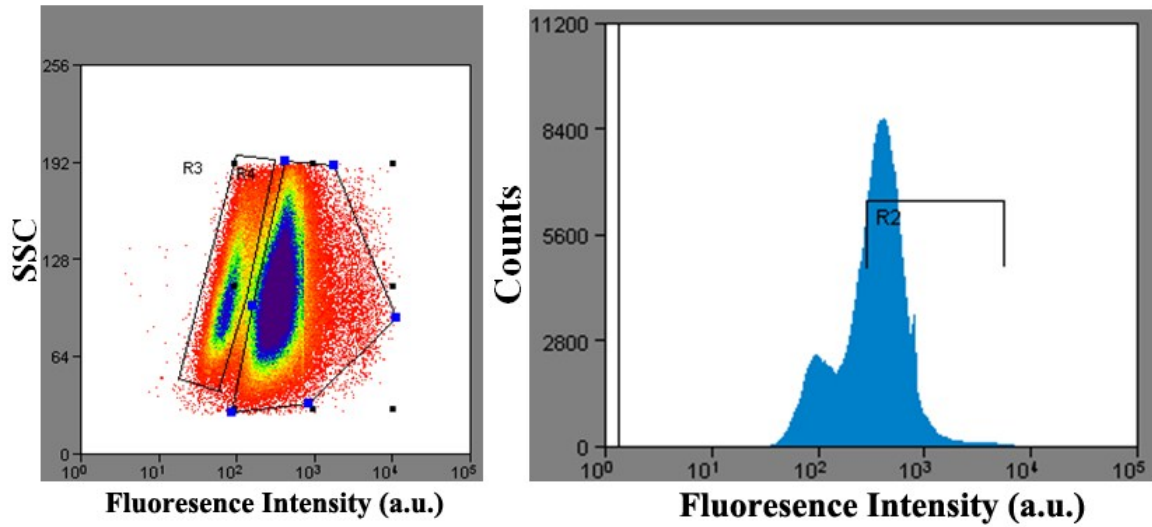 256
192
128
64
0
SSC
R3
R4
10⁰ 10¹ 10² 10³ 10⁴ 10⁵
Fluoresence Intensity (a.u.)
11200
8400
5600
2800
0
Counts
R2
10⁰ 10¹ 10² 10³ 10⁴ 10⁵
Fluoresence Intensity (a.u.)